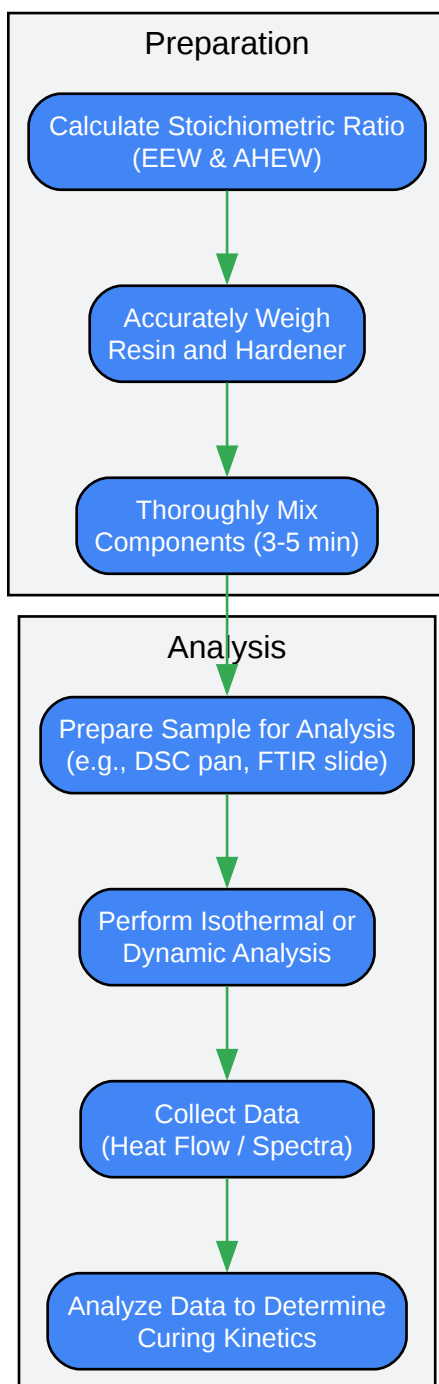 Preparation
Calculate Stoichiometric Ratio
(EEW & AHEW)
Accurately Weigh
Resin and Hardener
Thoroughly Mix
Components (3-5 min)
Analysis
Prepare Sample for Analysis
(e.g., DSC pan, FTIR slide)
Perform Isothermal or
Dynamic Analysis
Collect Data
(Heat Flow / Spectra)
Analyze Data to Determine
Curing Kinetics